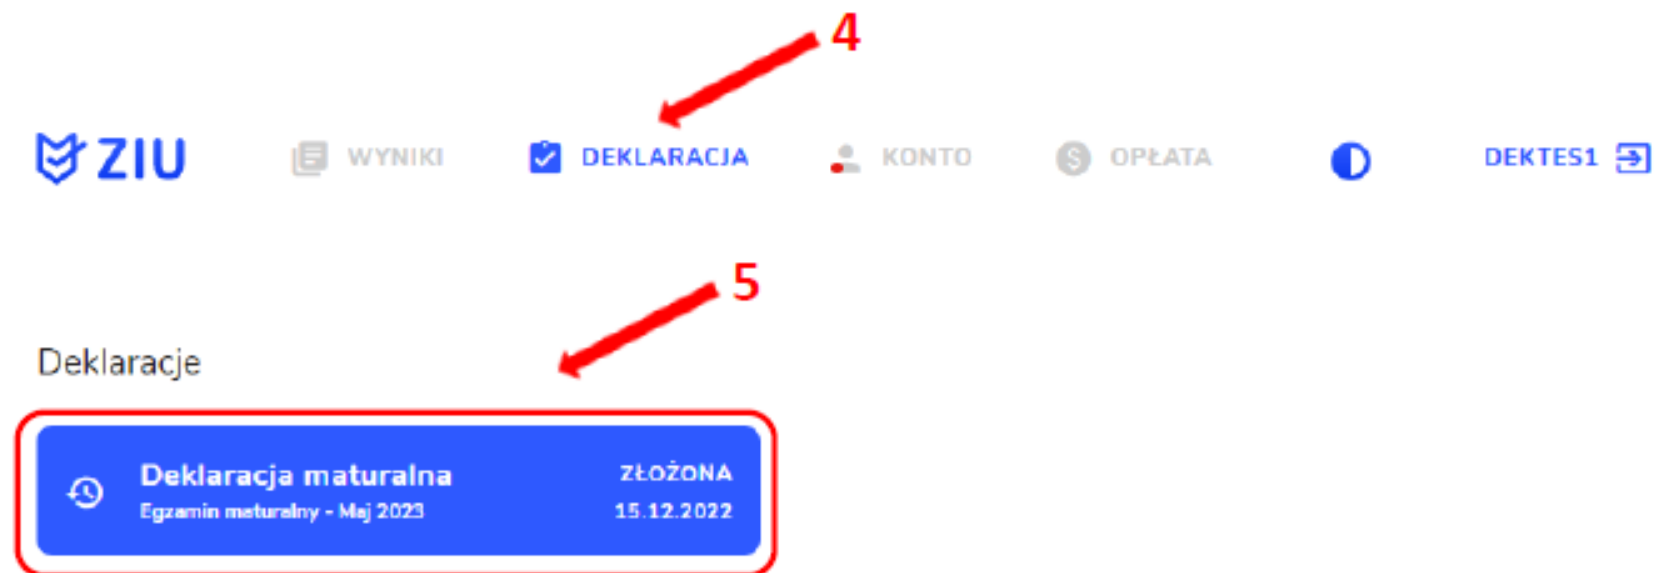 4
ZIU WYNIKI DEKLARACJA KONTO OPŁATA DEKTES1
5
Deklaracje
Deklaracja maturalna ZŁOŻONA
Egzamin maturalny - Maj 2023 15.12.2022